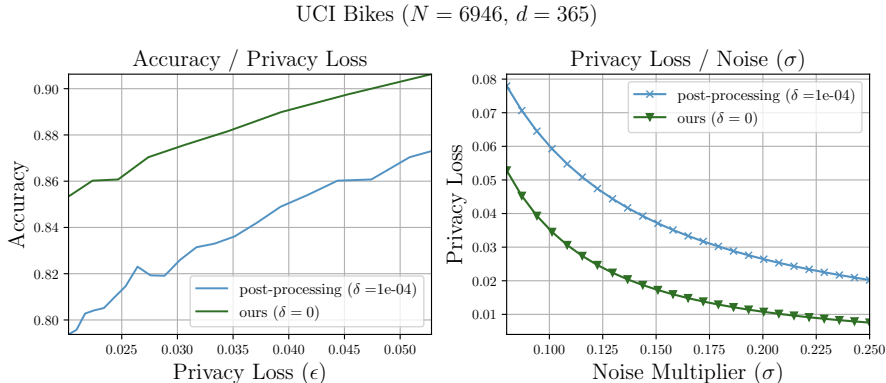 UCI Bikes (N = 6946, d = 365)
Accuracy / Privacy Loss
Accuracy
0.90
0.88
0.86
0.84
0.82
0.80
post-processing (δ =1e-04)
ours (δ = 0)
0.025 0.030 0.035 0.040 0.045 0.050
Privacy Loss (ϵ)
Privacy Loss / Noise (σ)
Privacy Loss
0.08
0.07
0.06
0.05
0.04
0.03
0.02
0.01
post-processing (δ =1e-04)
ours (δ = 0)
0.100 0.125 0.150 0.175 0.200 0.225 0.250
Noise Multiplier (σ)